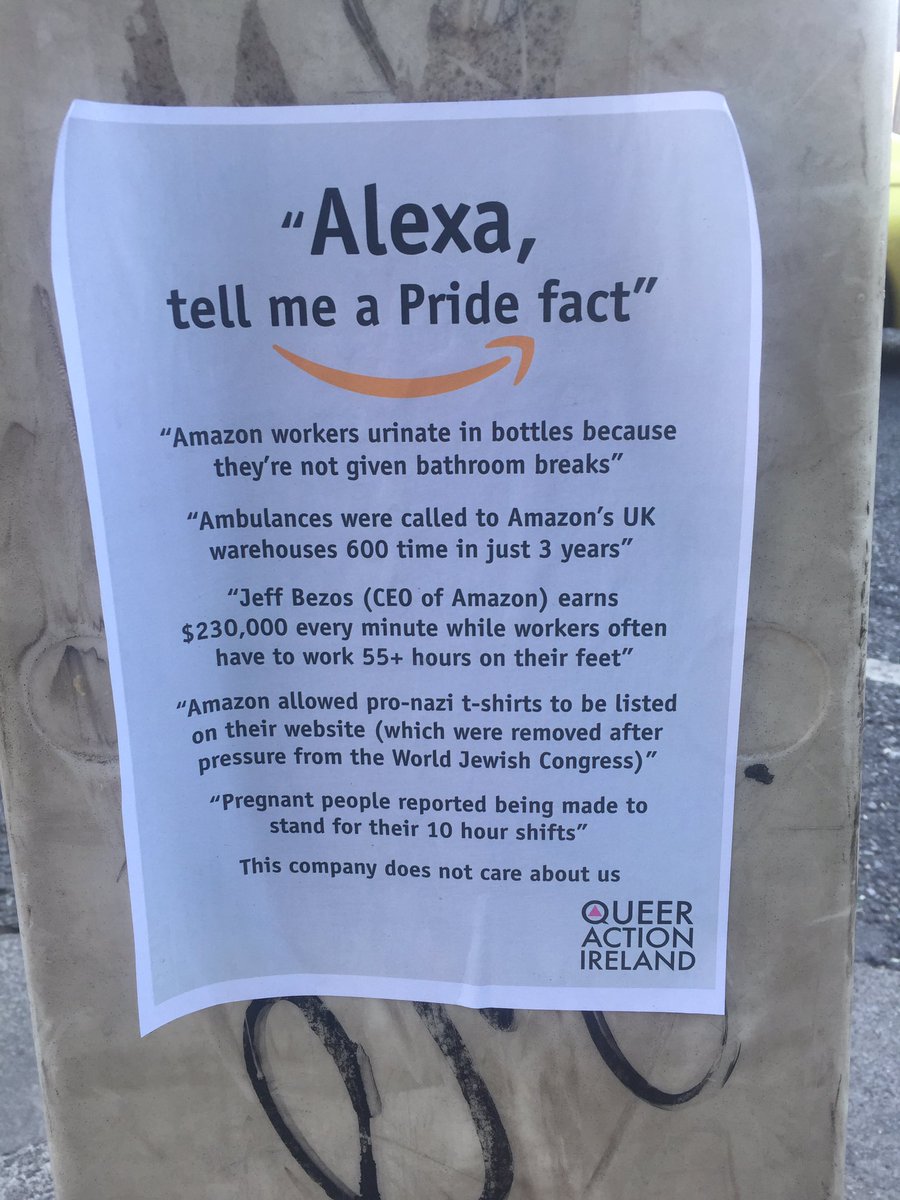 “Alexa,
tell me a Pride fact”
“Amazon workers urinate in bottles because
they’re not given bathroom breaks”
“Ambulances were called to Amazon’s UK
warehouses 600 time in just 3 years”
“Jeff Bezos (CEO of Amazon) earns
$230,000 every minute while workers often
have to work 55+ hours on their feet”
“Amazon allowed pro-nazi t-shirts to be listed
on their website (which were removed after
pressure from the World Jewish Congress)”
“Pregnant people reported being made to
stand for their 10 hour shifts”
This company does not care about us
QUEER
ACTION
IRELAND